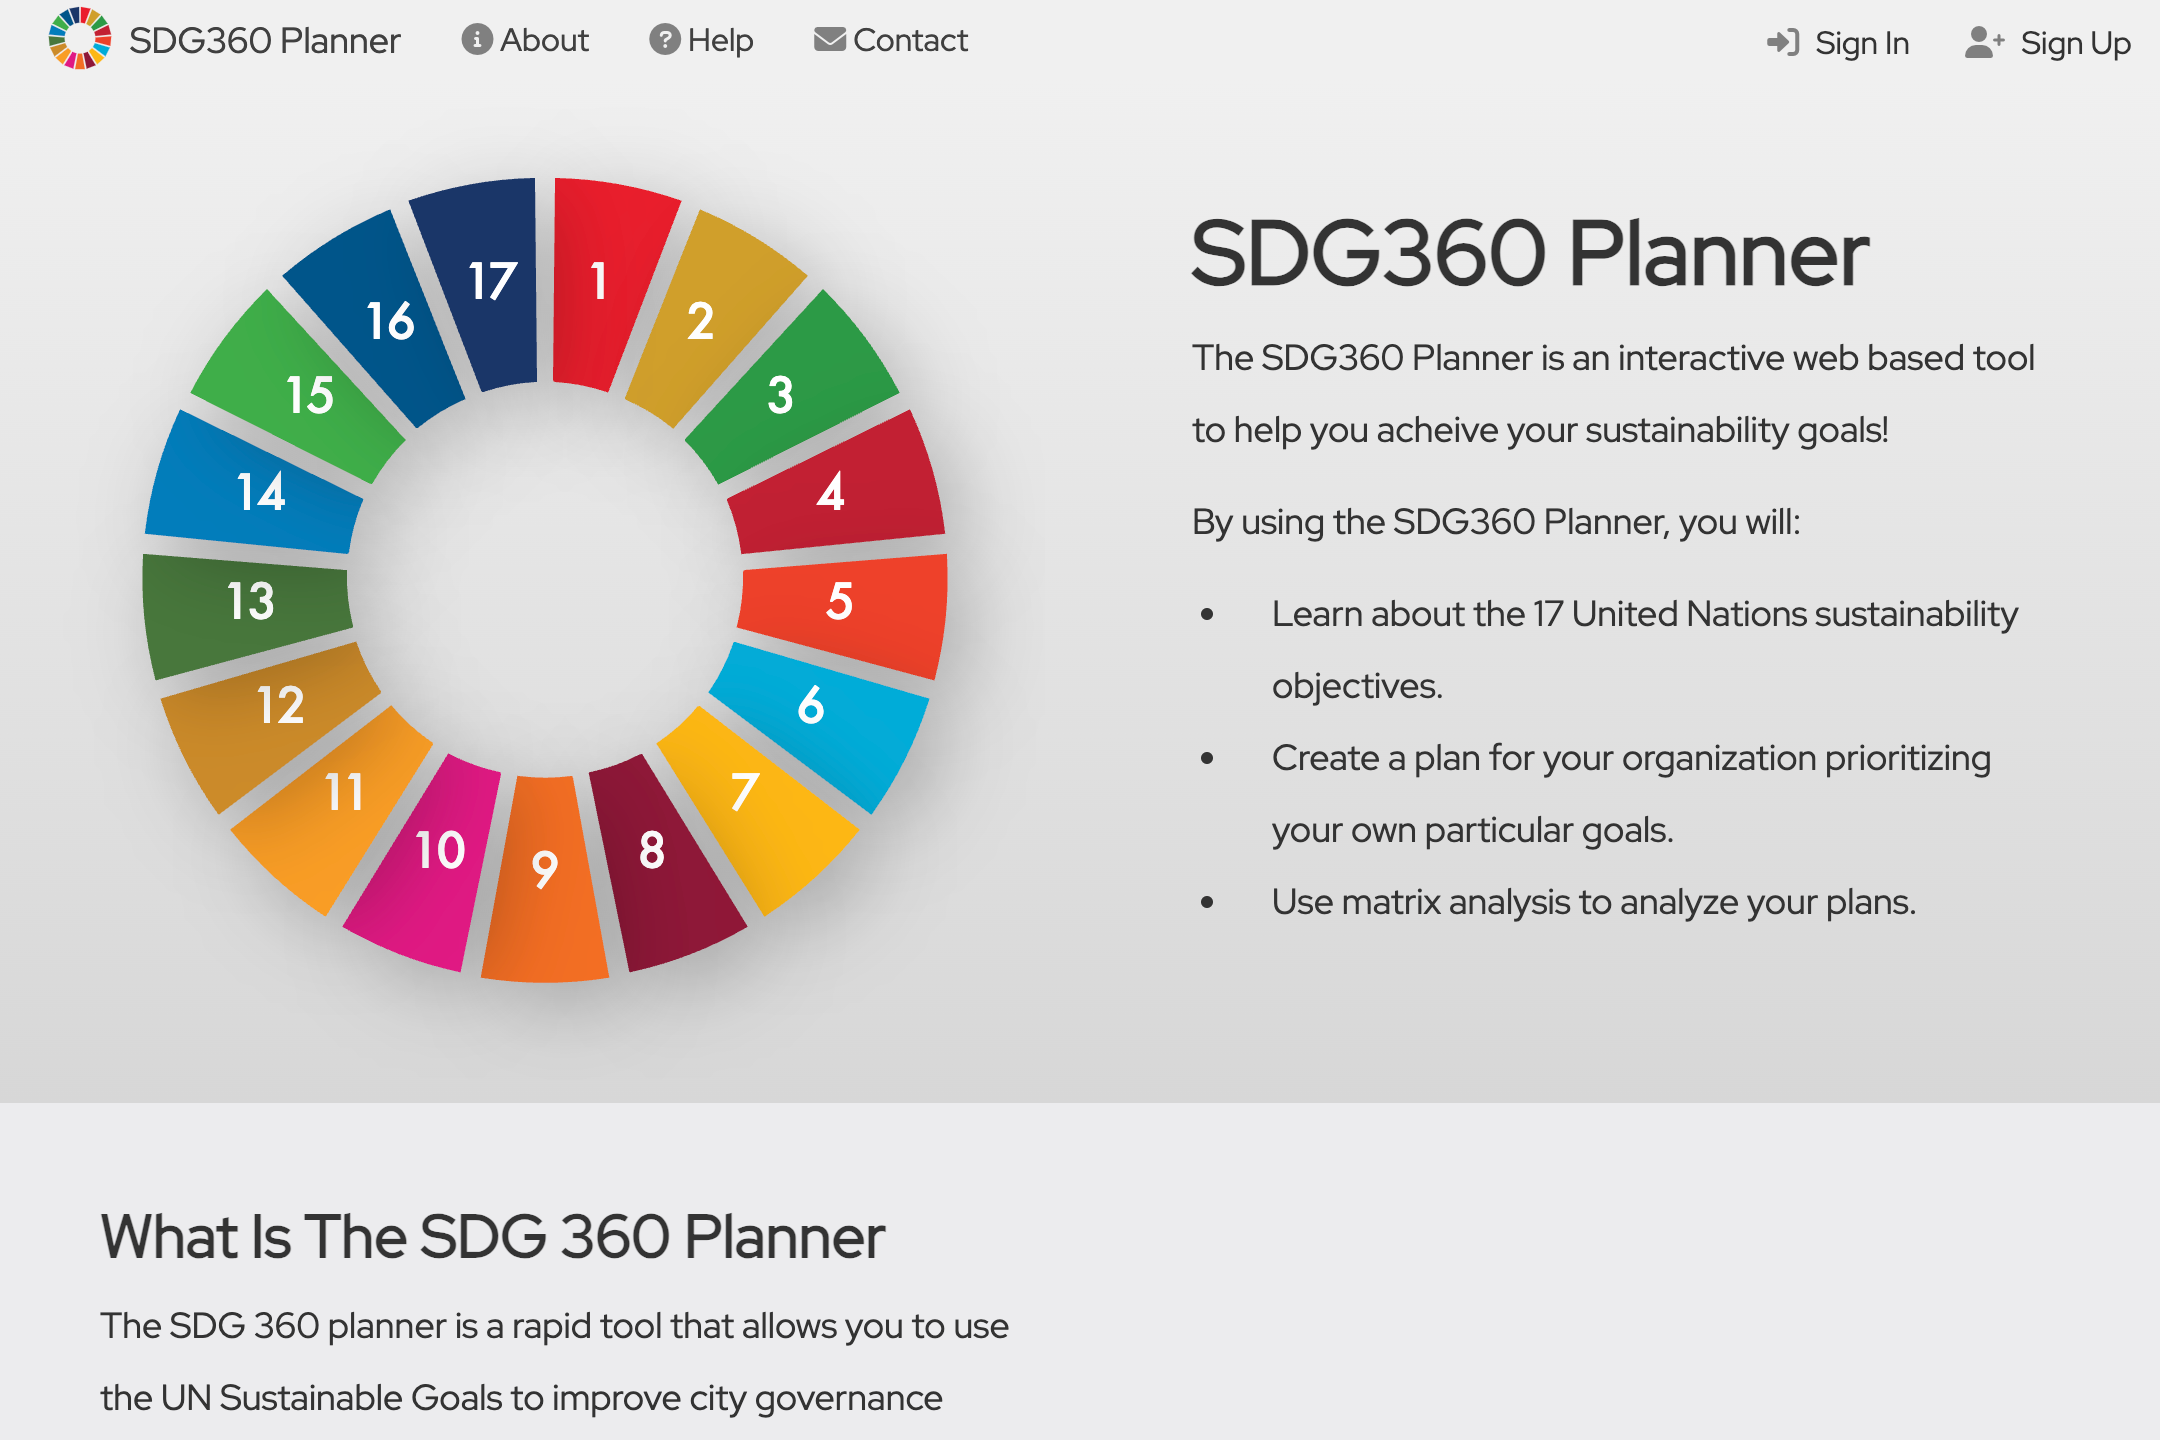 SDG360 Planner
About
Help
Contact
Sign In
Sign Up
1
2
3
4
5
6
7
8
9
10
11
12
13
14
15
16
17
SDG360 Planner
The SDG360 Planner is an interactive web based tool
to help you acheive your sustainability goals!
By using the SDG360 Planner, you will:
• Learn about the 17 United Nations sustainability
objectives.
• Create a plan for your organization prioritizing
your own particular goals.
• Use matrix analysis to analyze your plans.
What Is The SDG 360 Planner
The SDG 360 planner is a rapid tool that allows you to use
the UN Sustainable Goals to improve city governance